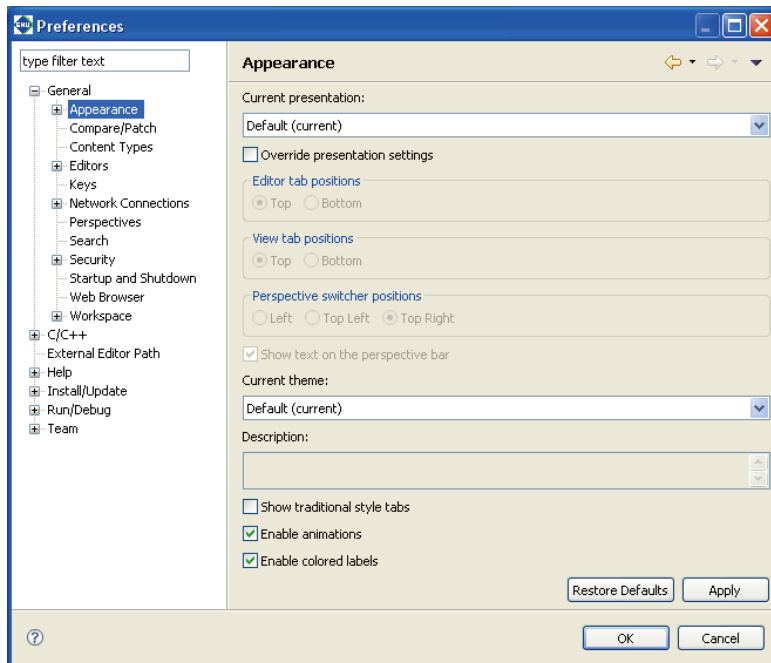 GNU Preferences
type filter text
General
Appearance
Compare/Patch
Content Types
Editors
Keys
Network Connections
Perspectives
Search
Security
Startup and Shutdown
Web Browser
Workspace
C/C++
External Editor Path
Help
Install/Update
Run/Debug
Team
Appearance
Current presentation:
Default (current)
Override presentation settings
Editor tab positions
Top Bottom
View tab positions
Top Bottom
Perspective switcher positions
Left Top Left Top Right
Show text on the perspective bar
Current theme:
Default (current)
Description:
Show traditional style tabs
Enable animations
Enable colored labels
Restore Defaults Apply
? OK Cancel